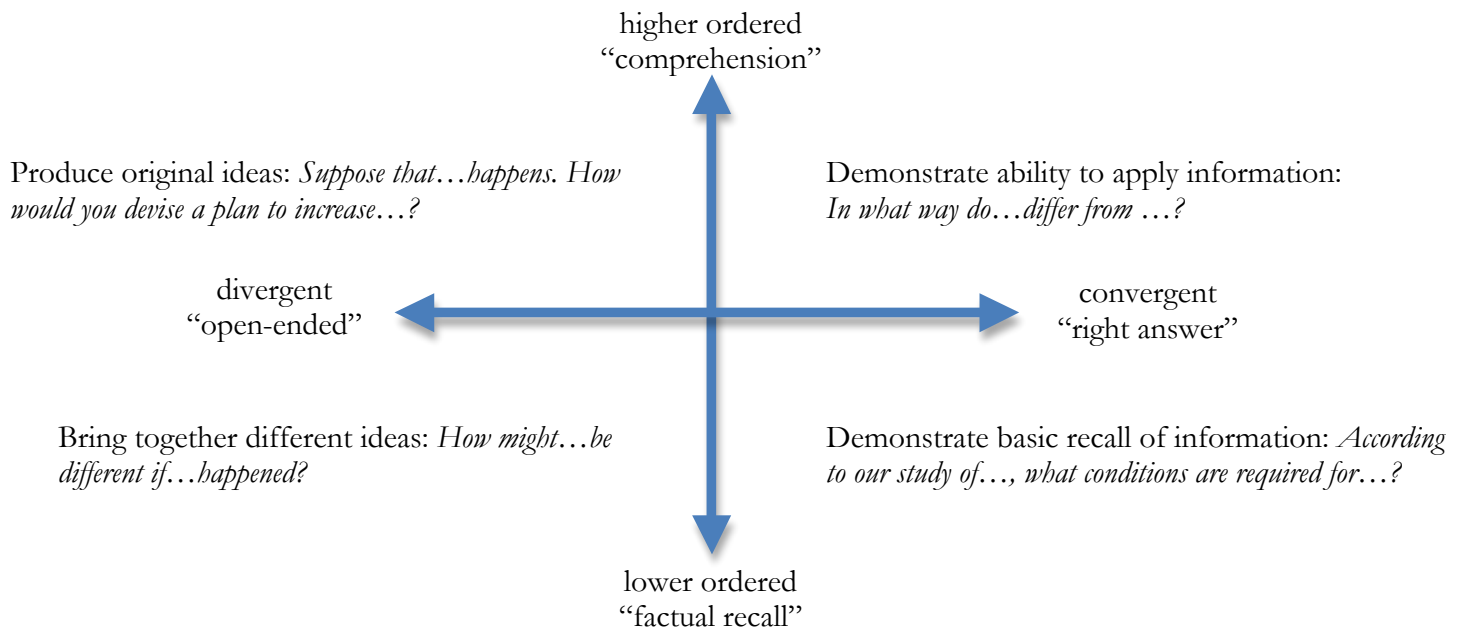 higher ordered
“comprehension”
Produce original ideas: Suppose that…happens. How
would you devise a plan to increase…?
Demonstrate ability to apply information:
In what way do…differ from …?
divergent
“open-ended”
convergent
“right answer”
Bring together different ideas: How might…be
different if…happened?
Demonstrate basic recall of information: According
to our study of…, what conditions are required for…?
lower ordered
“factual recall”